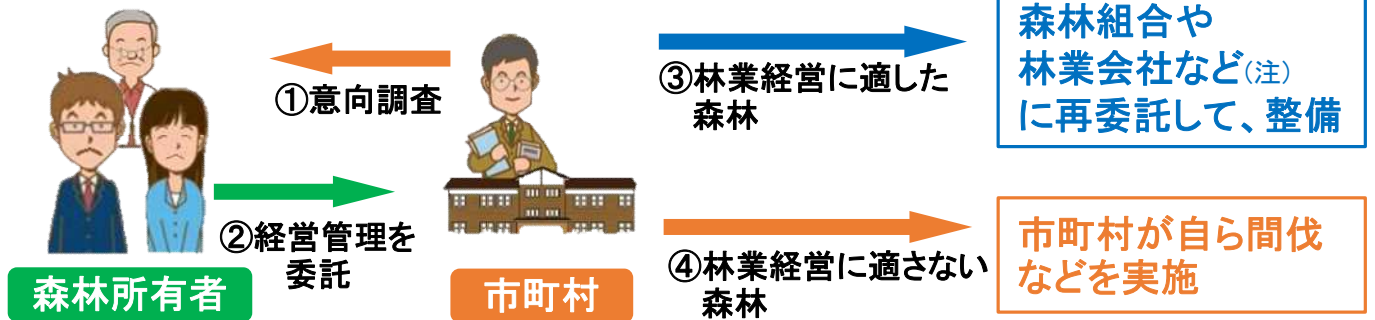 ①意向調査
②経営管理を
委託
森林所有者
市町村
③林業経営に適した
森林
④林業経営に適さない
森林
森林組合や
林業会社など(注)
に再委託して、整備
市町村が自ら間伐
などを実施